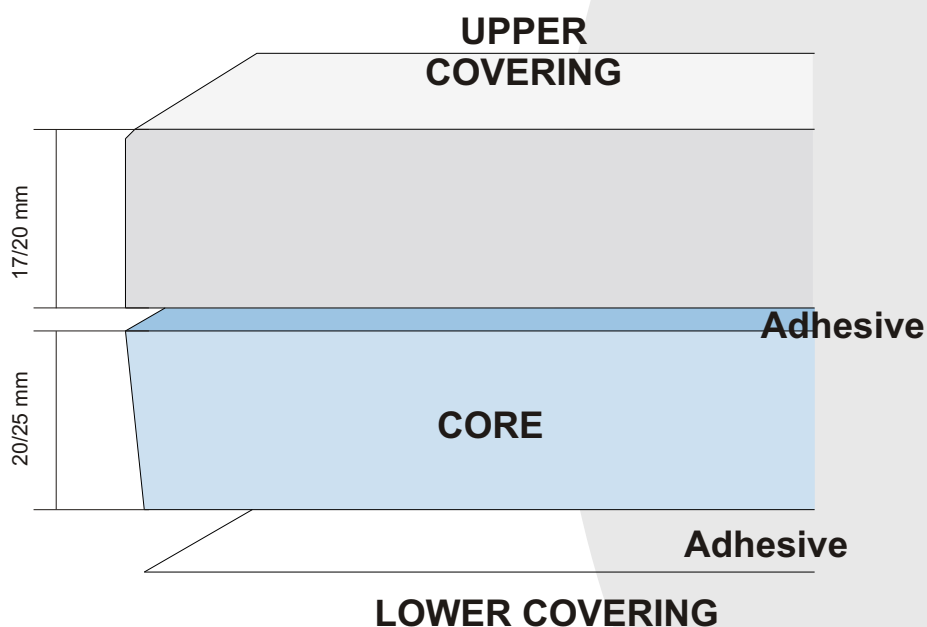 UPPER
COVERING
17/20 mm
Adhesive
20/25 mm
CORE
Adhesive
LOWER COVERING